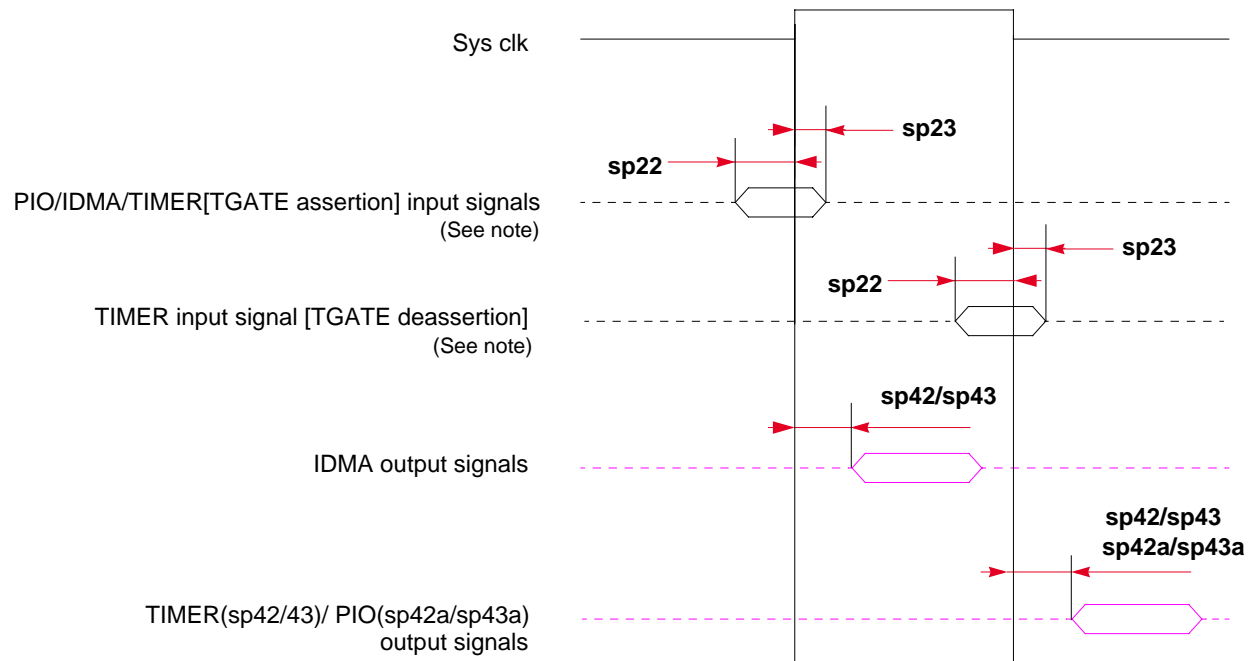 Sys clk
sp23
sp22
PIO/IDMA/TIMER[TGATE assertion] input signals
(See note)
sp23
sp22
TIMER input signal [TGATE deassertion]
(See note)
sp42/sp43
IDMA output signals
sp42/sp43
sp42a/sp43a
TIMER(sp42/43)/ PIO(sp42a/sp43a)
output signals